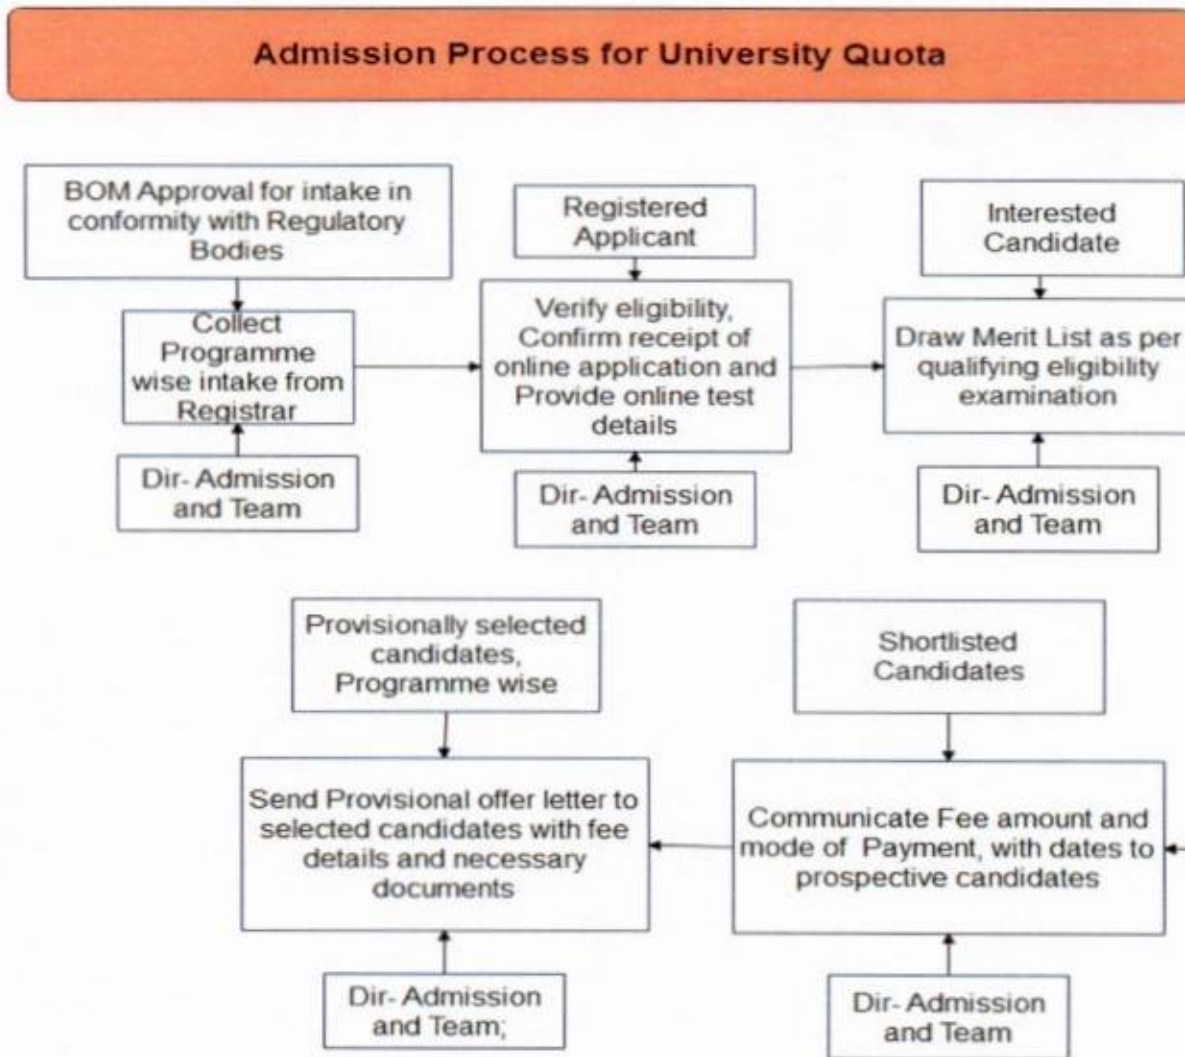 Admission Process for University Quota
BOM Approval for intake in
conformity with Regulatory
Bodies
Registered
Applicant
Interested
Candidate
Collect
Programme
wise intake from
Registrar
Verify eligibility,
Confirm receipt of
online application and
Provide online test
details
Draw Merit List as per
qualifying eligibility
examination
Dir- Admission
and Team
Dir- Admission
and Team
Dir- Admission
and Team
Provisionally selected
candidates,
Programme wise
Shortlisted
Candidates
Send Provisional offer letter to
selected candidates with fee
details and necessary
documents
Communicate Fee amount and
mode of Payment, with dates to
prospective candidates
Dir- Admission
and Team;
Dir- Admission
and Team